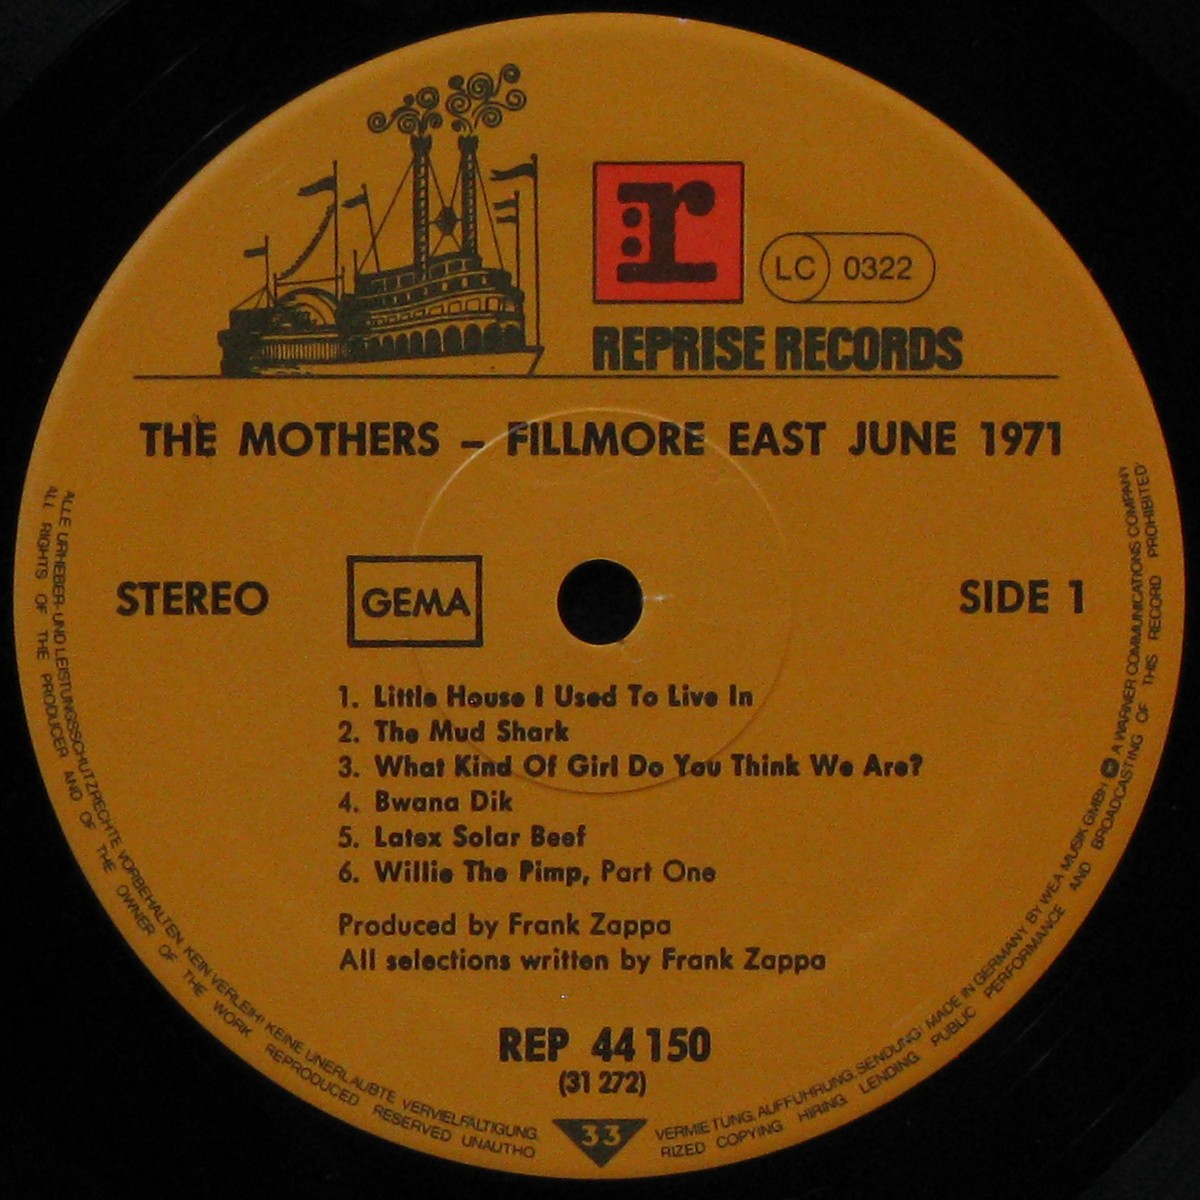 r
LC 0322
REPRISE RECORDS
THE MOTHERS – FILLMORE EAST JUNE 1971
STEREO
GEMA
SIDE 1
1. Little House I Used To Live In
2. The Mud Shark
3. What Kind Of Girl Do You Think We Are?
4. Bwana Dik
5. Latex Solar Beef
6. Willie The Pimp, Part One
Produced by Frank Zappa
All selections written by Frank Zappa
REP 44 150
(31 272)
33
ALLE URHEBER- UND LEISTUNGSSCHUTZRECHTE VORBEHALTEN. KEIN VERLEIH! KEINE UNERLAUBTE VERVIELFÄLTIGUNG, VERMIETUNG, AUFFÜHRUNG, SENDUNG! MADE IN GERMANY BY WEA MUSIK GMBH A WARNER COMMUNICATIONS COMPANY
ALL RIGHTS OF THE PRODUCER AND OF THE OWNER OF THE WORK REPRODUCED RESERVED UNAUTHORIZED COPYING HIRING LENDING PUBLIC PERFORMANCE AND BROADCASTING OF THIS RECORD PROHIBITED